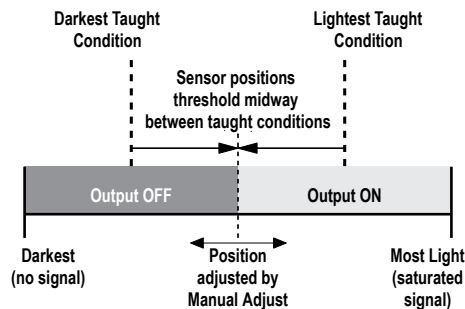 Darkest Taught
Condition
Lightest Taught
Condition
Sensor positions
threshold midway
between taught conditions
Output OFF
Output ON
Darkest
(no signal)
Position
adjusted by
Manual Adjust
Most Light
(saturated
signal)